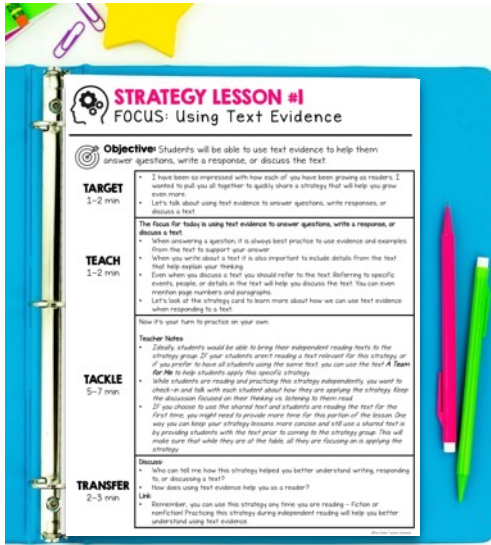 STRATEGY LESSON #1
FOCUS: Using Text Evidence
Objective: Students will be able to use text evidence to help them
answer questions, write a response, or discuss the text.
TARGET
1-2 min
• I have been so impressed with how each of you have been growing as readers. I
wanted to pull you all together to quickly share a strategy that will help you grow
even more.
• Let's talk about using text evidence to answer questions, write responses, or
discuss a text.
TEACH
1-2 min
The focus for today is using text evidence to answer questions, write a response, or
discuss a text.
• When answering a question, it is always best practice to use evidence and examples
from the text to support your answer.
• When you write about a text it is also important to include details from the text
that help explain your thinking.
• Even when you discuss a text you should refer to the text. Referring to specific
events, people, or details in the text will help you discuss the text. You can even
mention page numbers and paragraphs.
• Let's look at the strategy card to learn more about how we can use text evidence
when responding to a text.
TACKLE
5-7 min
Now it's your turn to practice on your own.
Teacher Notes:
• Ideally, students would be able to bring their independent reading texts to the
strategy group. If your students aren't reading a text relevant for this strategy, or
if you prefer to have all students using the same text, you can use the text A Team
for Me to help students apply this specific strategy.
• While students are reading and practicing this strategy independently, you want to
check-in and talk with each student about how they are applying the strategy. Keep
the discussion focused on their thinking vs. listening to them read.
• If you choose to use the shared text and students are reading the text for the
first time, you might need to provide more time for this portion of the lesson. One
way you can keep your strategy lessons more concise and still use a shared text is
by providing students with the text prior to coming to the strategy group. This will
make sure that while they are at the table, all they are focusing on is applying the
strategy.
TRANSFER
2-3 min
Discuss:
• Who can tell me how this strategy helped you better understand writing, responding
to, or discussing a text?
• How does using text evidence help you as a reader?
Link:
• Remember, you can use this strategy any time you are reading - fiction or
nonfiction! Practicing this strategy during independent reading will help you better
understand using text evidence.